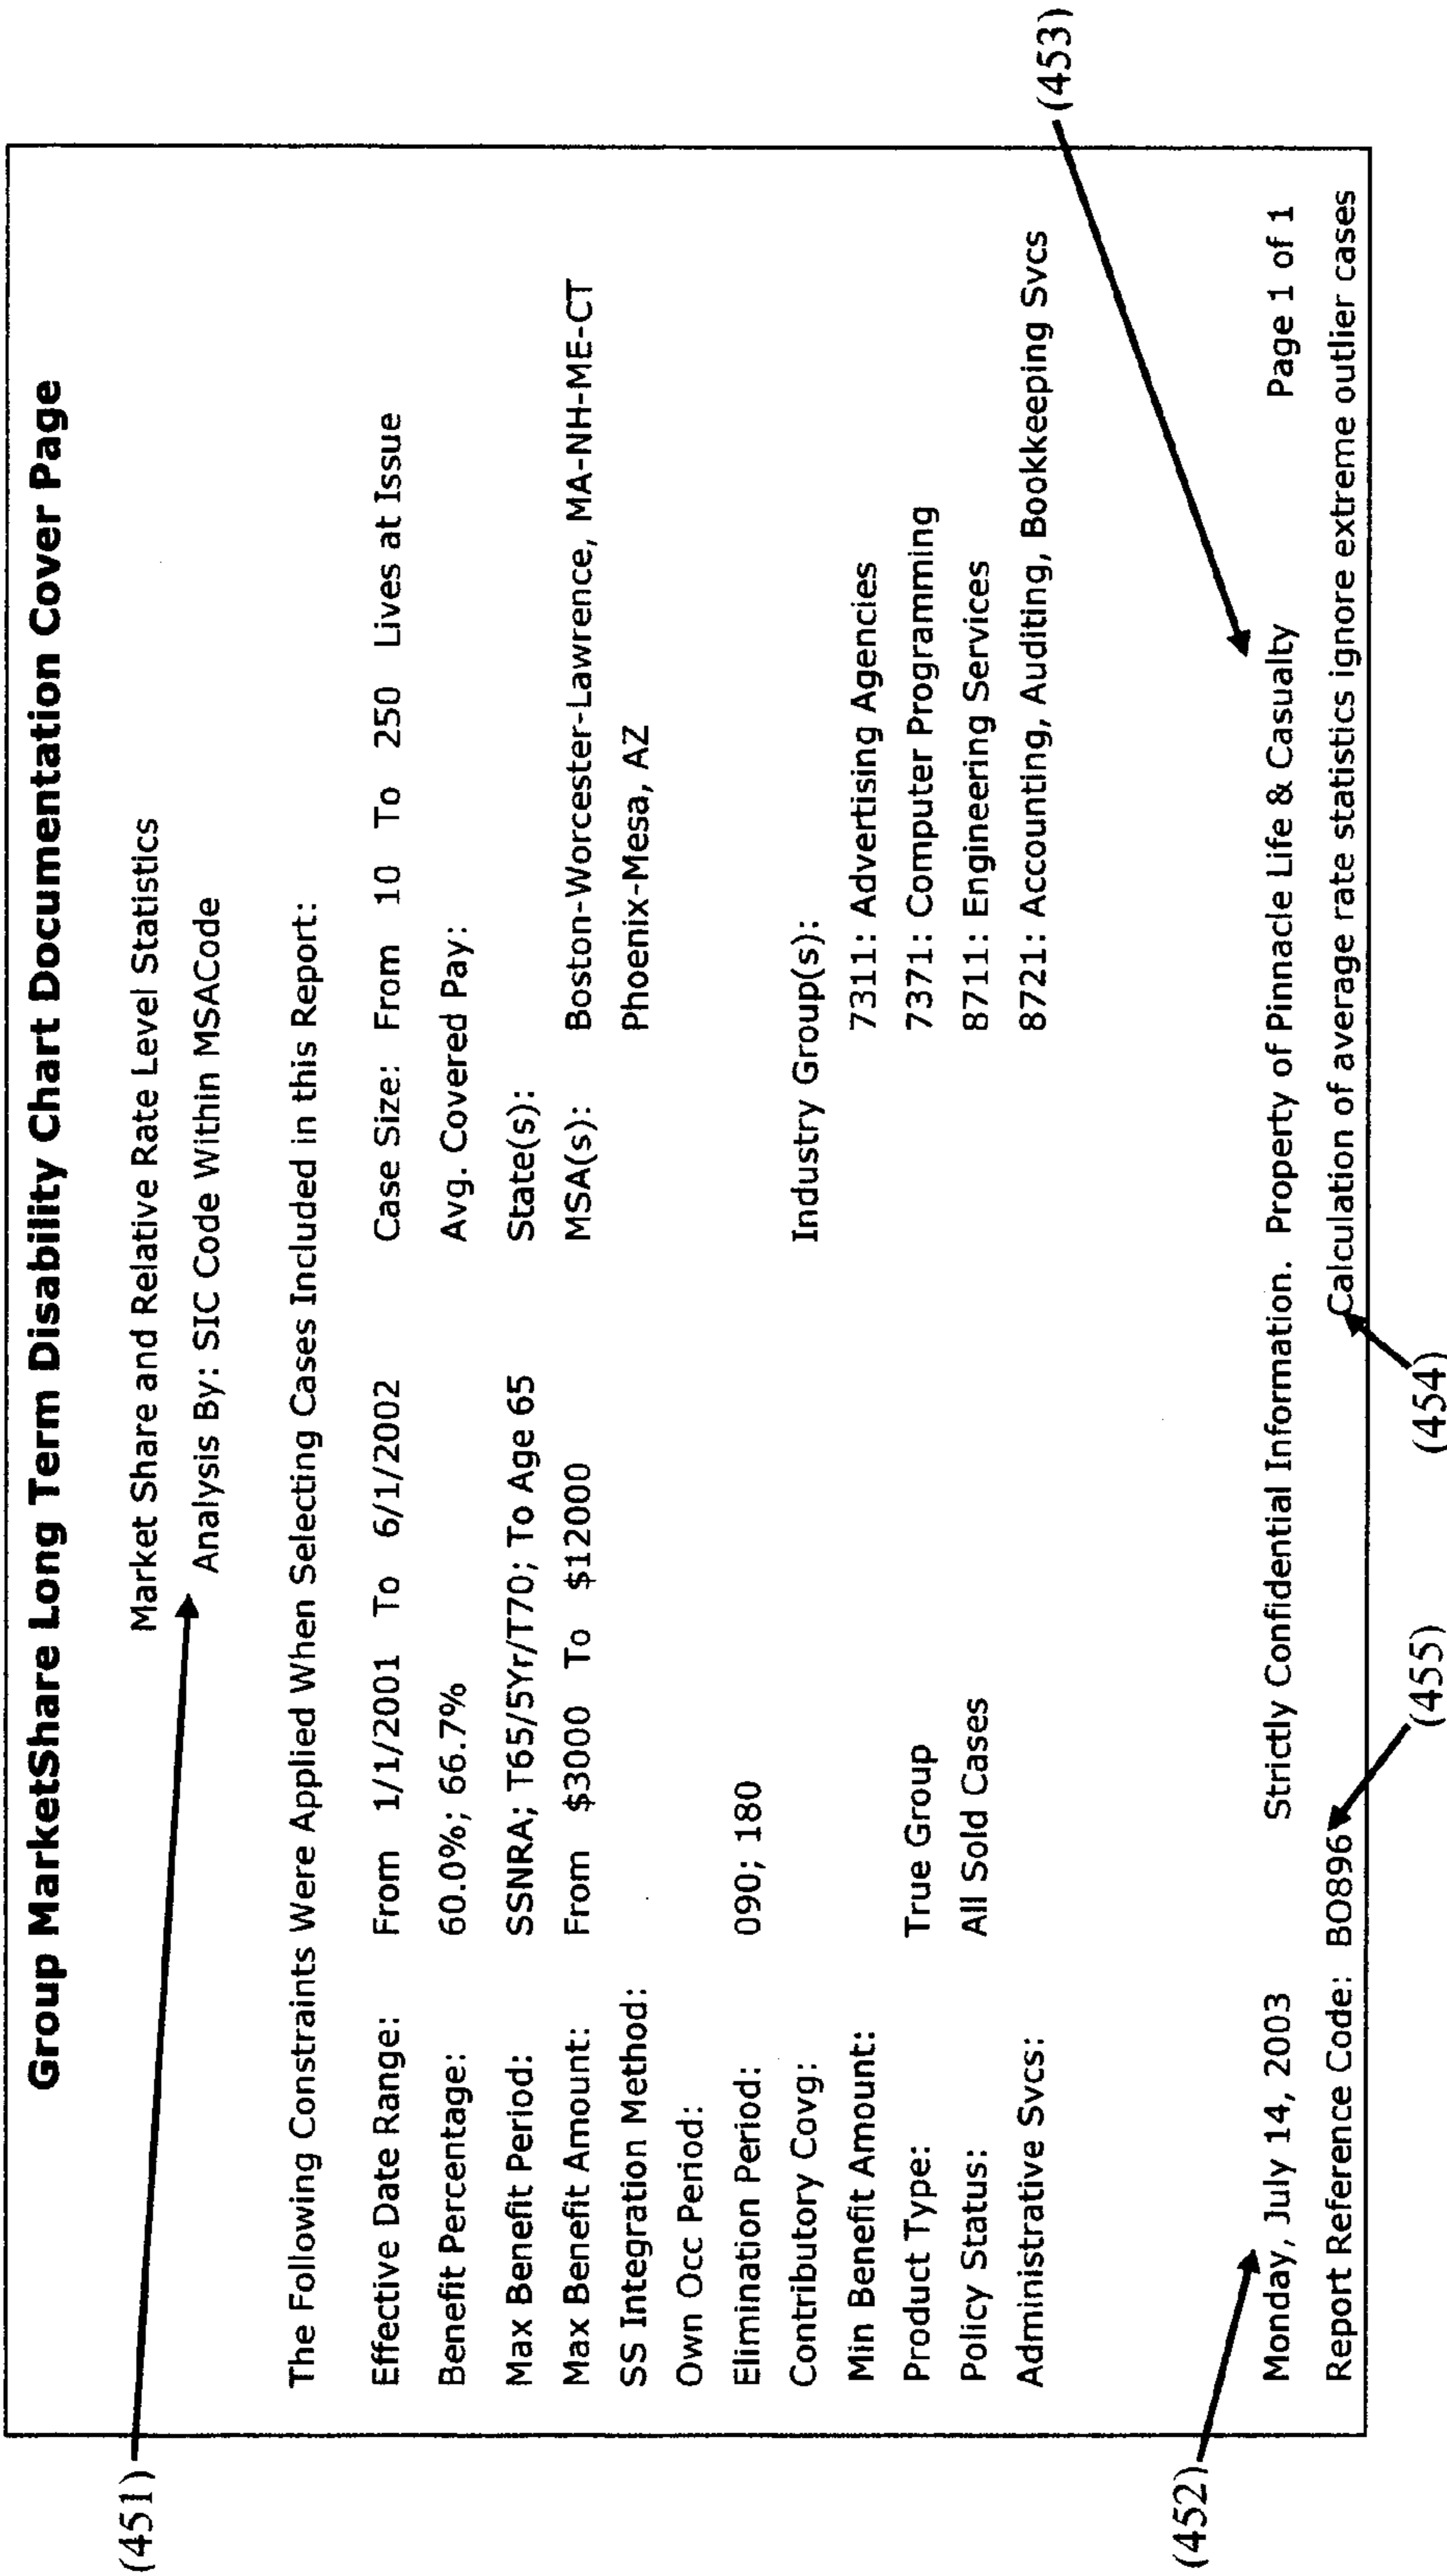 Group MarketShare Long Term Disability Chart Documentation Cover Page
Market Share and Relative Rate Level Statistics
(451)
Analysis By: SIC Code Within MSACode
The Following Constraints Were Applied When Selecting Cases Included in this Report:
Effective Date Range: From 1/1/2001 To 6/1/2002 Case Size: From 10 To 250 Lives at Issue
Benefit Percentage: 60.0%; 66.7% Avg. Covered Pay:
Max Benefit Period: SSNRA; T65/5Yr/T70; To Age 65 State(s):
Max Benefit Amount: From $3000 To $12000 MSA(s): Boston-Worcester-Lawrence, MA-NH-ME-CT
SS Integration Method: Phoenix-Mesa, AZ
Own Occ Period:
Elimination Period: 090; 180
Contributory Covg: Industry Group(s):
Min Benefit Amount: 7311: Advertising Agencies
Product Type: True Group 7371: Computer Programming
Policy Status: All Sold Cases 8711: Engineering Services
Administrative Svcs: 8721: Accounting, Auditing, Bookkeeping Svcs
(453)
(452)
Monday, July 14, 2003 Strictly Confidential Information. Property of Pinnacle Life & Casualty Page 1 of 1
Report Reference Code: BO896 Calculation of average rate statistics ignore extreme outlier cases
(455) (454)